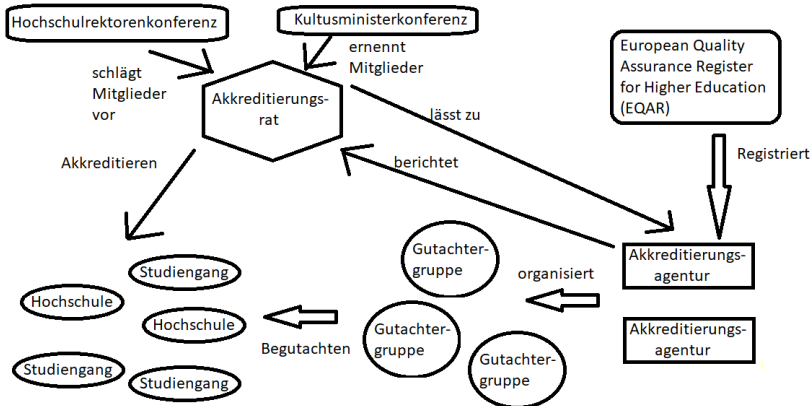 Hochschulrektorenkonferenz
Kultusministerkonferenz
schlägt
Mitglieder
vor
ernennt
Mitglieder
European Quality
Assurance Register
for Higher Education
(EQAR)
Akkreditierungs-
rat
lässt zu
Akkreditieren
berichtet
Registriert
Gutachter-
gruppe
organisiert
Akkreditierungs-
agentur
Studiengang
Hochschule
Hochschule
Gutachter-
gruppe
Akkreditierungs-
agentur
Begutachten
Studiengang
Studiengang
Gutachter-
gruppe